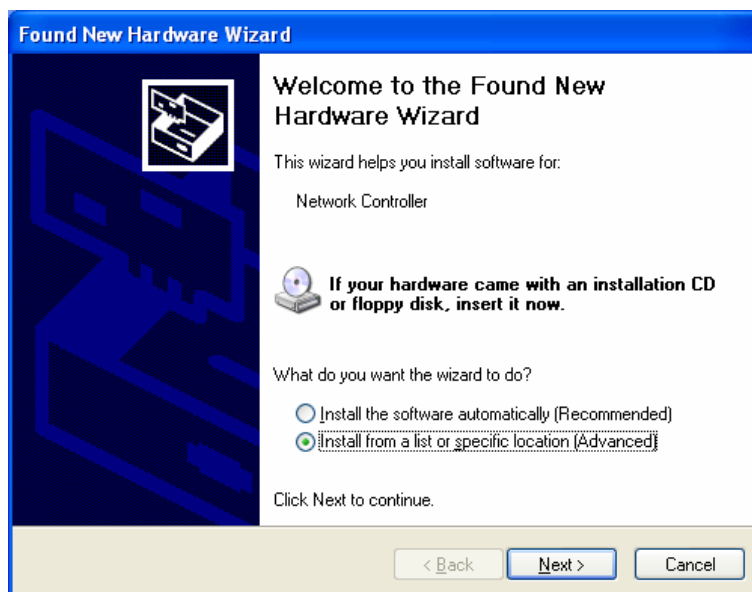 Found New Hardware Wizard
Welcome to the Found New
Hardware Wizard
This wizard helps you install software for:
Network Controller
If your hardware came with an installation CD
or floppy disk, insert it now.
What do you want the wizard to do?
Install the software automatically (Recommended)
Install from a list or specific location (Advanced)
Click Next to continue.
< Back
Next >
Cancel